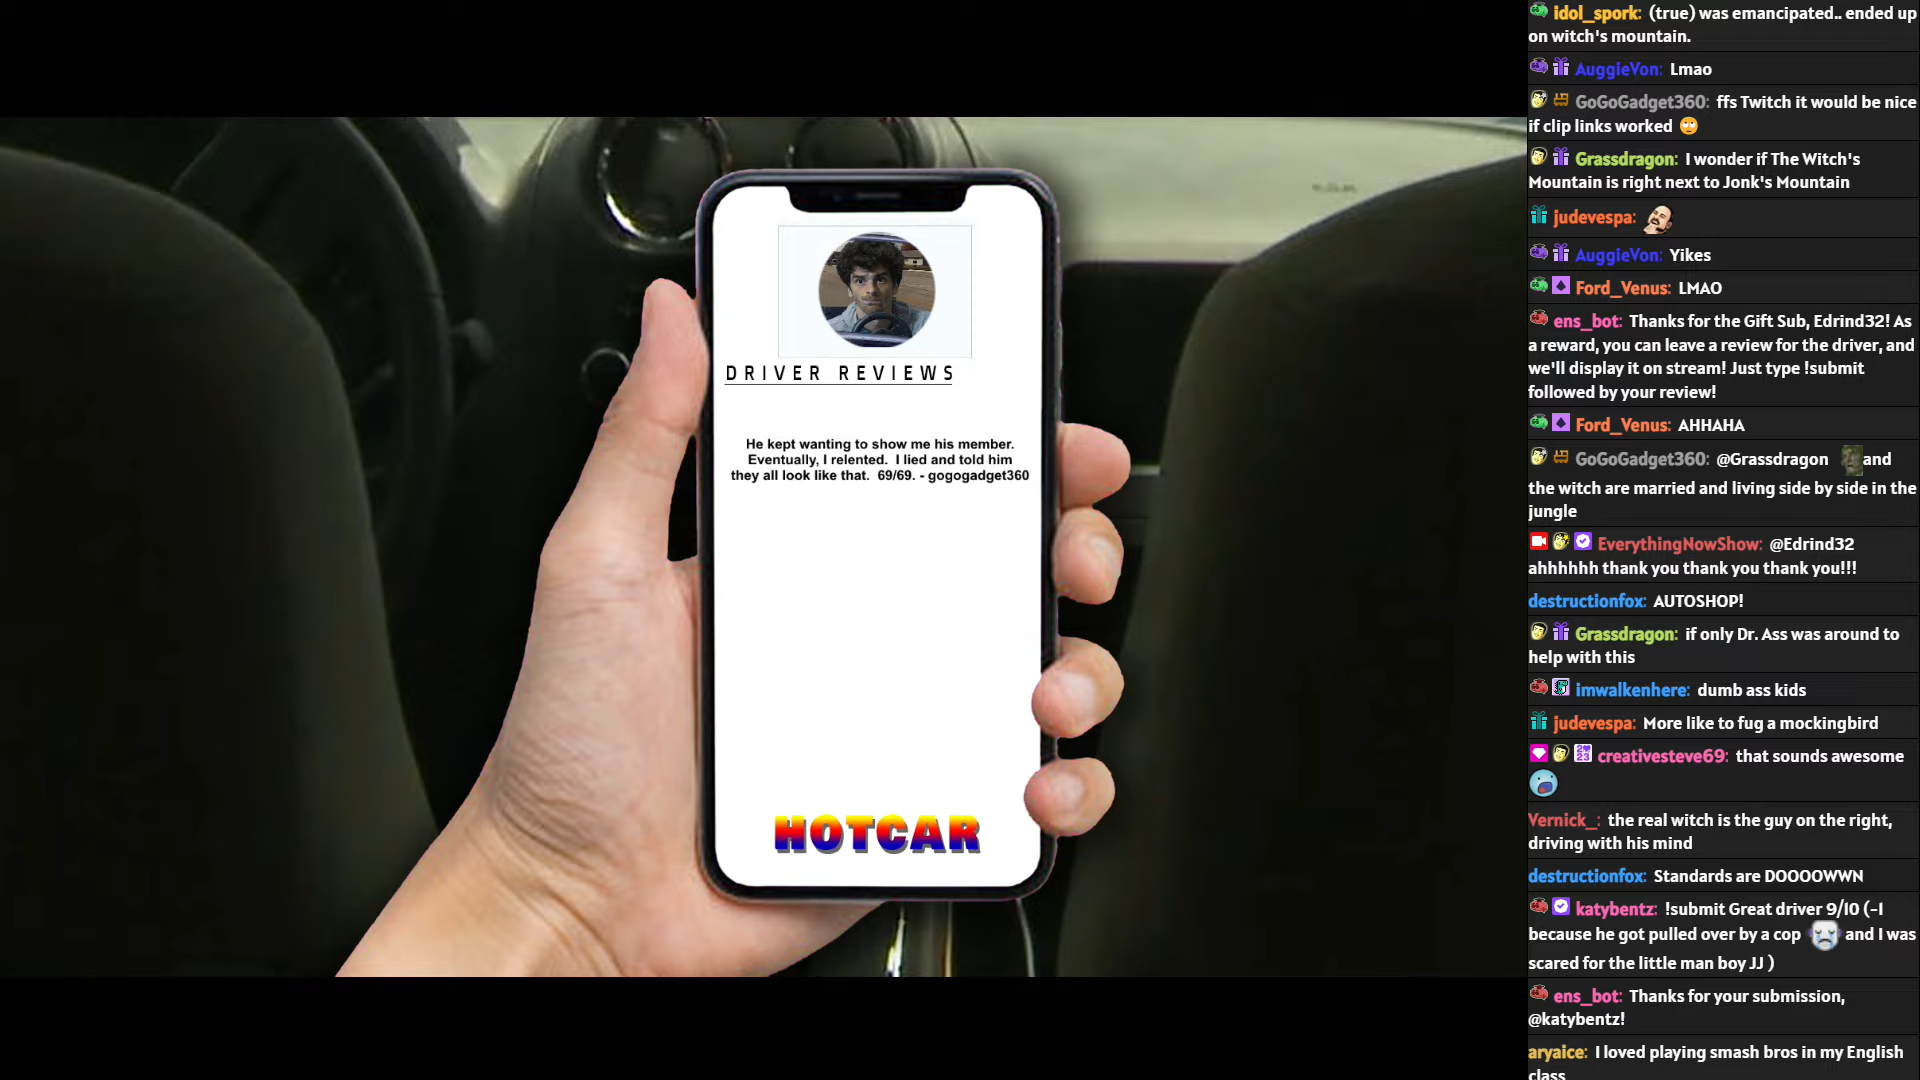 DRIVER REVIEWS
He kept wanting to show me his member.
Eventually, I relented.  I lied and told him
they all look like that.  69/69. - gogogadget360
HOTCAR
idol_spork: (true) was emancipated.. ended up
on witch's mountain.
AuggieVon: Lmao
GoGoGadget360: ffs Twitch it would be nice
if clip links worked
Grassdragon: I wonder if The Witch's
Mountain is right next to Jonk's Mountain
judevespa:
AuggieVon: Yikes
Ford_Venus: LMAO
ens_bot: Thanks for the Gift Sub, Edrind32! As
a reward, you can leave a review for the driver, and
we'll display it on stream! Just type !submit
followed by your review!
Ford_Venus: AHHAHA
GoGoGadget360: @Grassdragon and
the witch are married and living side by side in the
jungle
EverythingNowShow: @Edrind32
ahhhhhh thank you thank you thank you!!!
destructionfox: AUTOSHOP!
Grassdragon: if only Dr. Ass was around to
help with this
imwalkenhere: dumb ass kids
judevespa: More like to fug a mockingbird
creativesteve69: that sounds awesome
Vernick_: the real witch is the guy on the right,
driving with his mind
destructionfox: Standards are DOOOOWWN
katybentz: !submit Great driver 9/10 (-1
because he got pulled over by a cop and I was
scared for the little man boy JJ )
ens_bot: Thanks for your submission,
@katybentz!
aryaice: I loved playing smash bros in my English
class